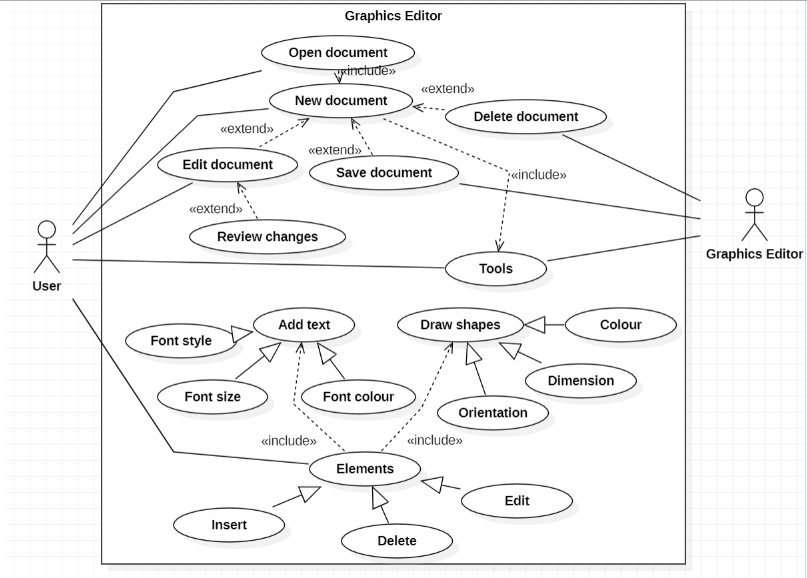 Graphics Editor
Open document
«include»
New document
«extend»
Delete document
«extend»
Edit document
«extend»
Save document
«include»
«extend»
Review changes
Tools
User
Graphics Editor
Font style
Add text
Draw shapes
Colour
Font size
Font colour
Dimension
Orientation
«include»
«include»
Elements
Insert
Edit
Delete